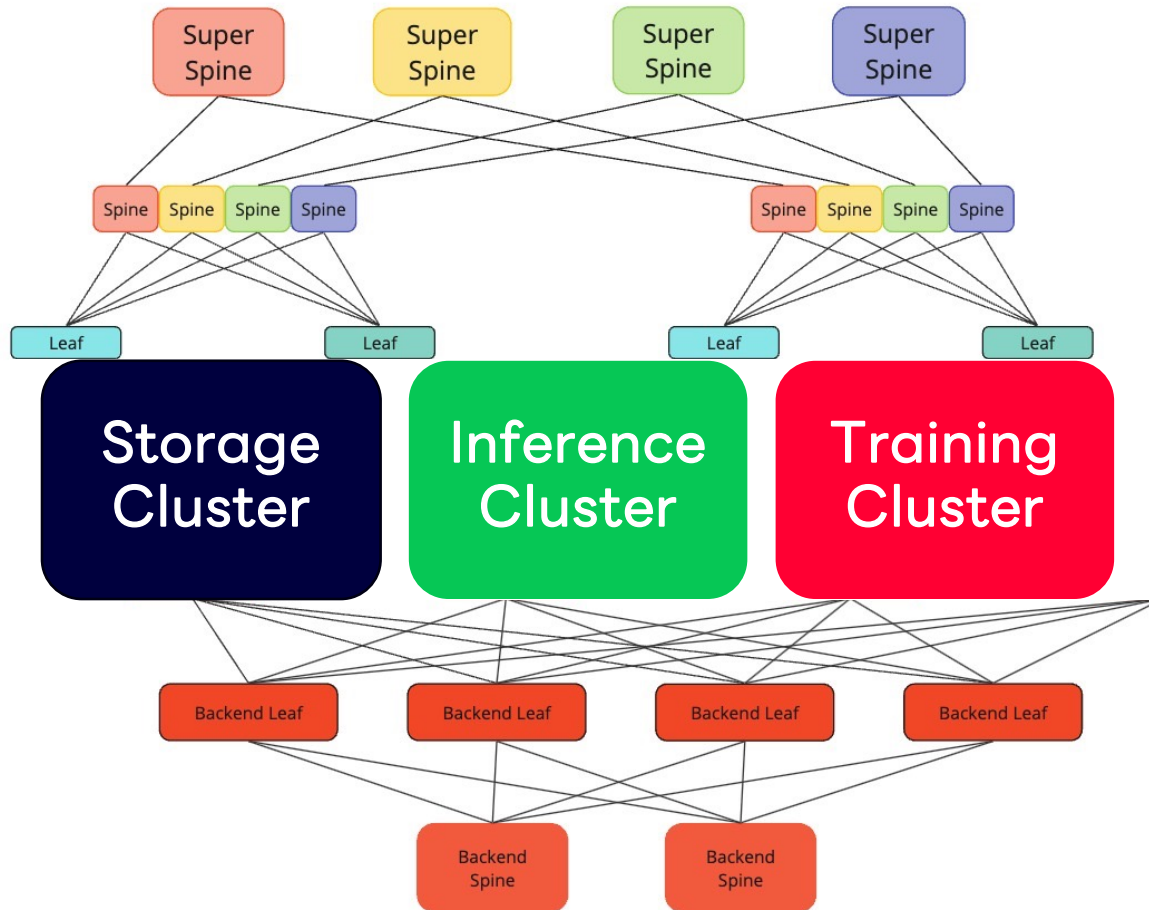 Super
Spine
Super
Spine
Super
Spine
Super
Spine
Spine
Spine
Spine
Spine
Spine
Spine
Spine
Spine
Leaf
Leaf
Leaf
Leaf
Storage
Cluster
Inference
Cluster
Training
Cluster
Backend Leaf
Backend Leaf
Backend Leaf
Backend Leaf
Backend
Spine
Backend
Spine